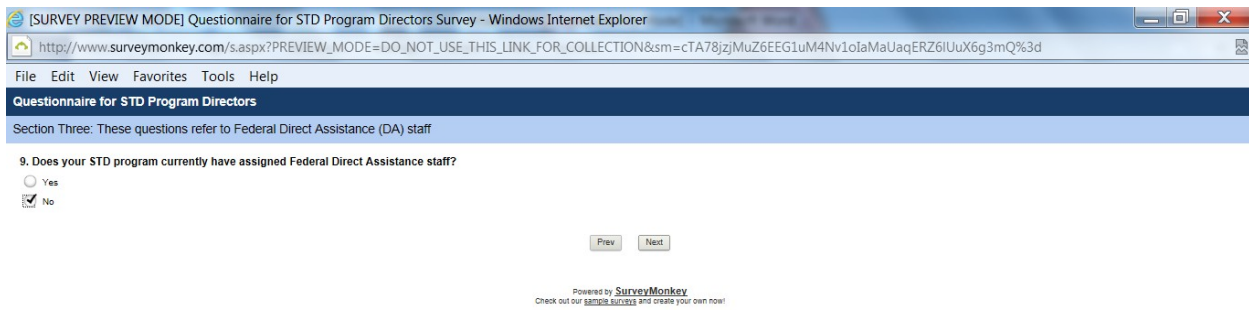 [SURVEY PREVIEW MODE] Questionnaire for STD Program Directors Survey - Windows Internet Explorer
http://www.surveymonkey.com/s.aspx?PREVIEW_MODE=DO_NOT_USE_THIS_LINK_FOR_COLLECTION&sm=cTA78jzjMuZ6EEG1uM4Nv1oIaMaUaqERZ6lUuX6g3mQ%3d
File Edit View Favorites Tools Help
Questionnaire for STD Program Directors
Section Three: These questions refer to Federal Direct Assistance (DA) staff
9. Does your STD program currently have assigned Federal Direct Assistance staff?
Yes
No
Prev Next
Powered by SurveyMonkey
Check out our sample surveys and create your own now!